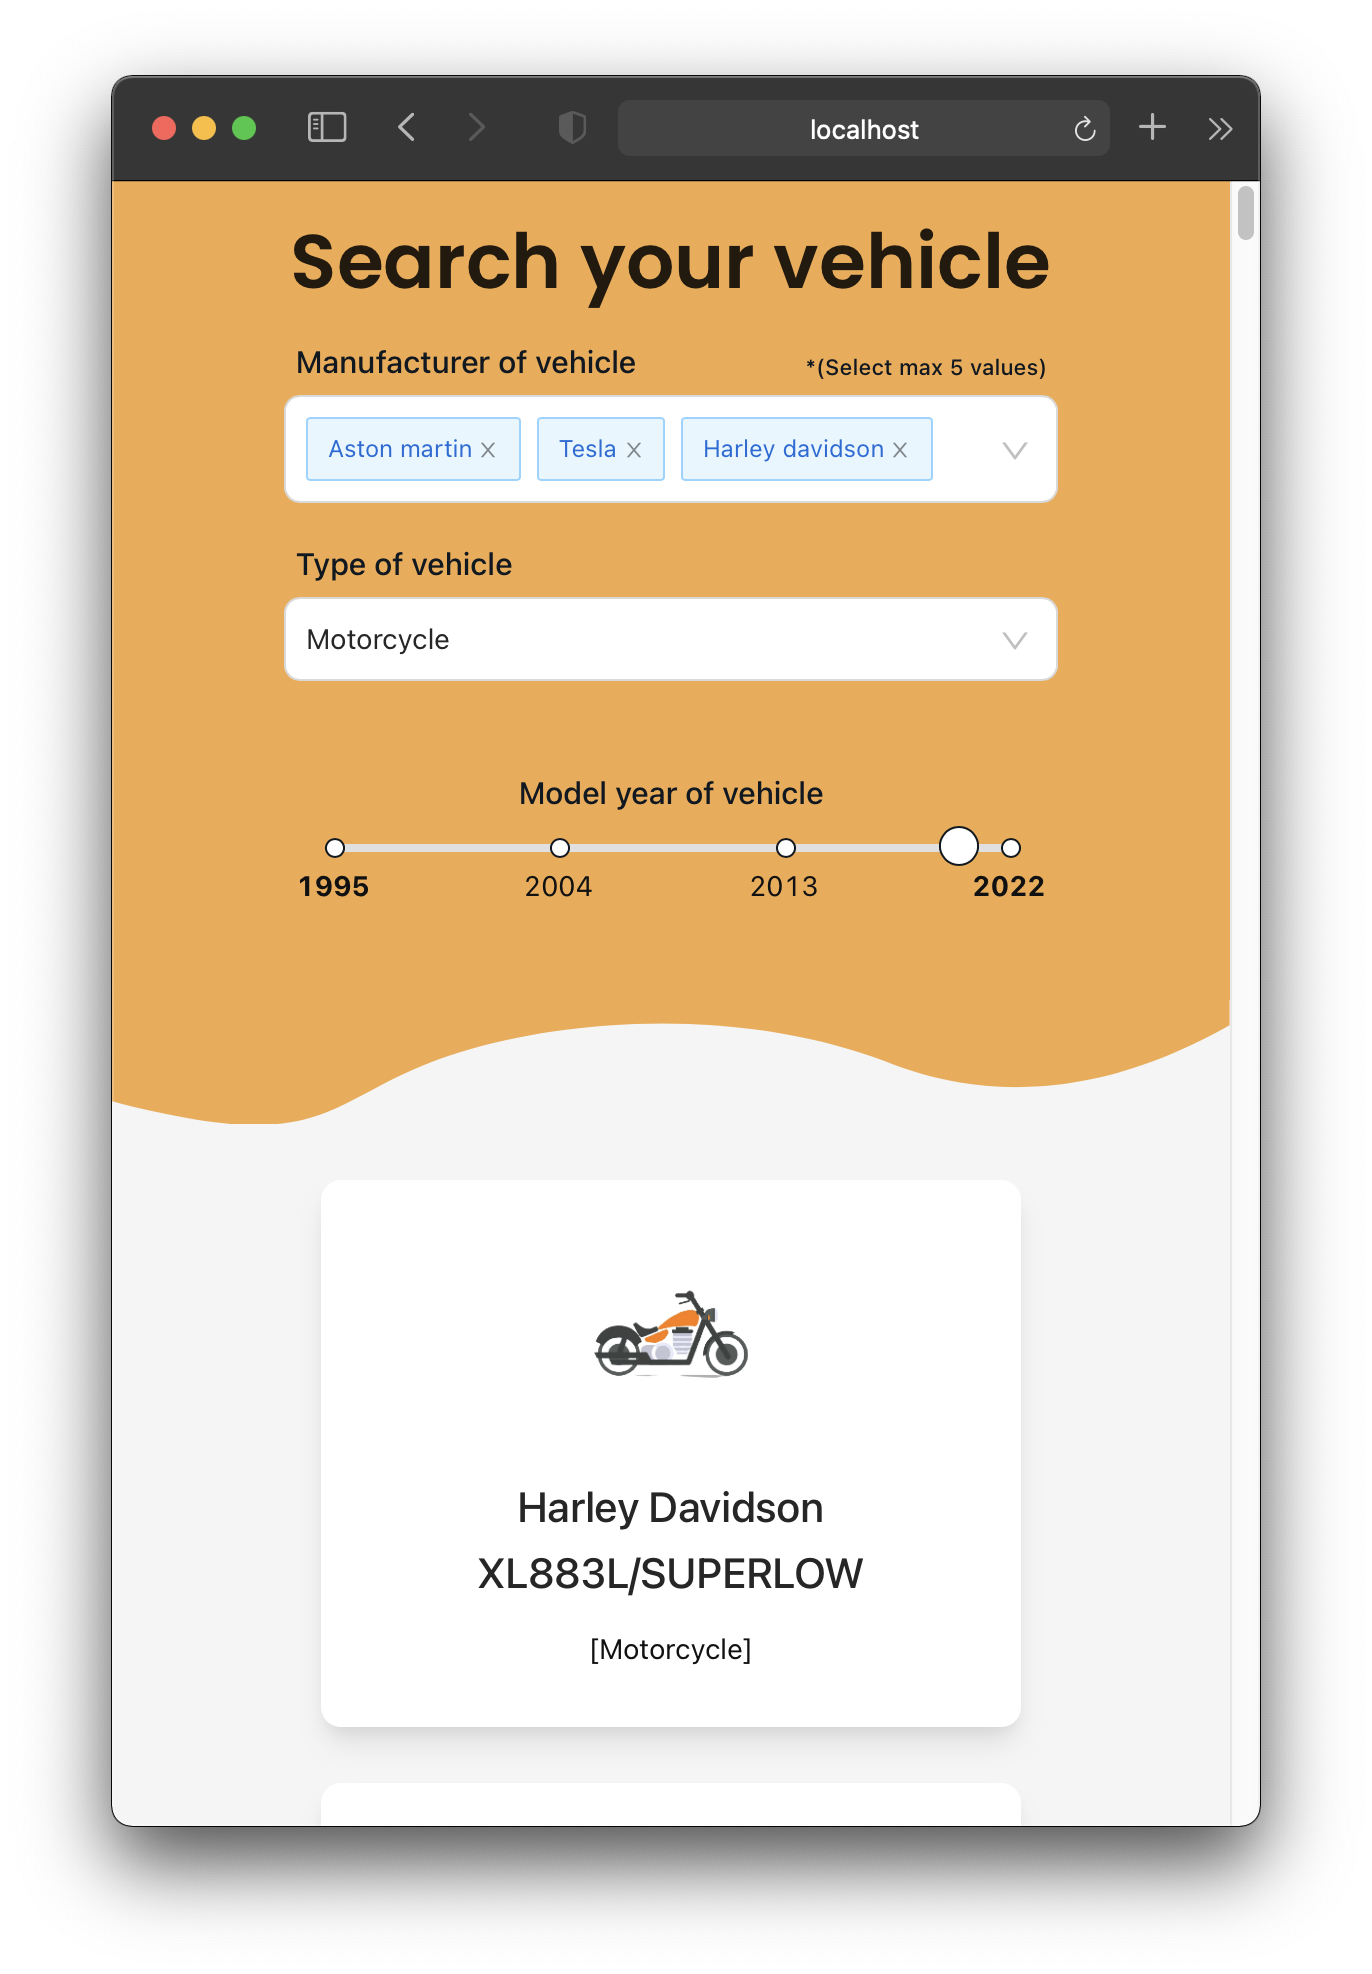 localhost
Search your vehicle
Manufacturer of vehicle *(Select max 5 values)
Aston martin Tesla Harley davidson
Type of vehicle
Motorcycle
Model year of vehicle
1995 2004 2013 2022
Harley Davidson
XL883L/SUPERLOW
[Motorcycle]